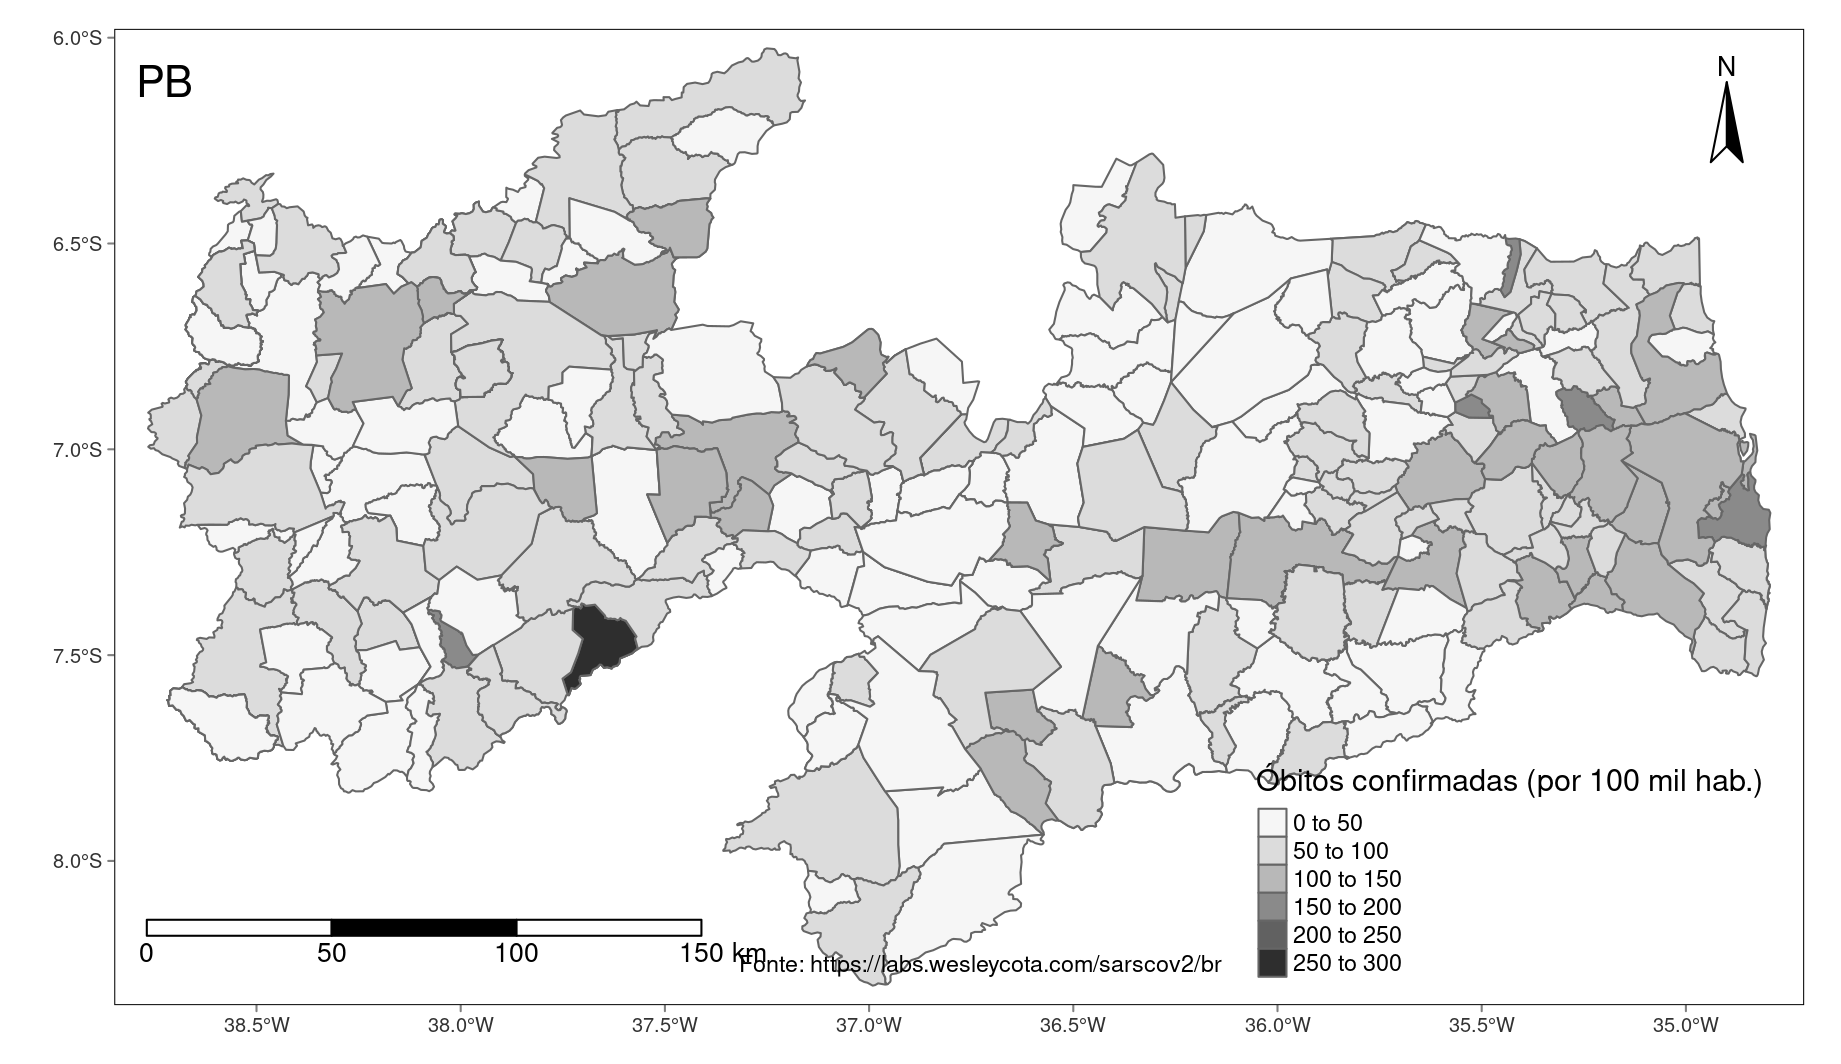 PB
N
6.0°S
6.5°S
7.0°S
7.5°S
8.0°S
Óbitos confirmadas (por 100 mil hab.)
0 to 50
50 to 100
100 to 150
150 to 200
200 to 250
250 to 300
0 50 100 150 km
Fonte: https://labs.wesleycota.com/sarscov2/br
38.5°W 38.0°W 37.5°W 37.0°W 36.5°W 36.0°W 35.5°W 35.0°W